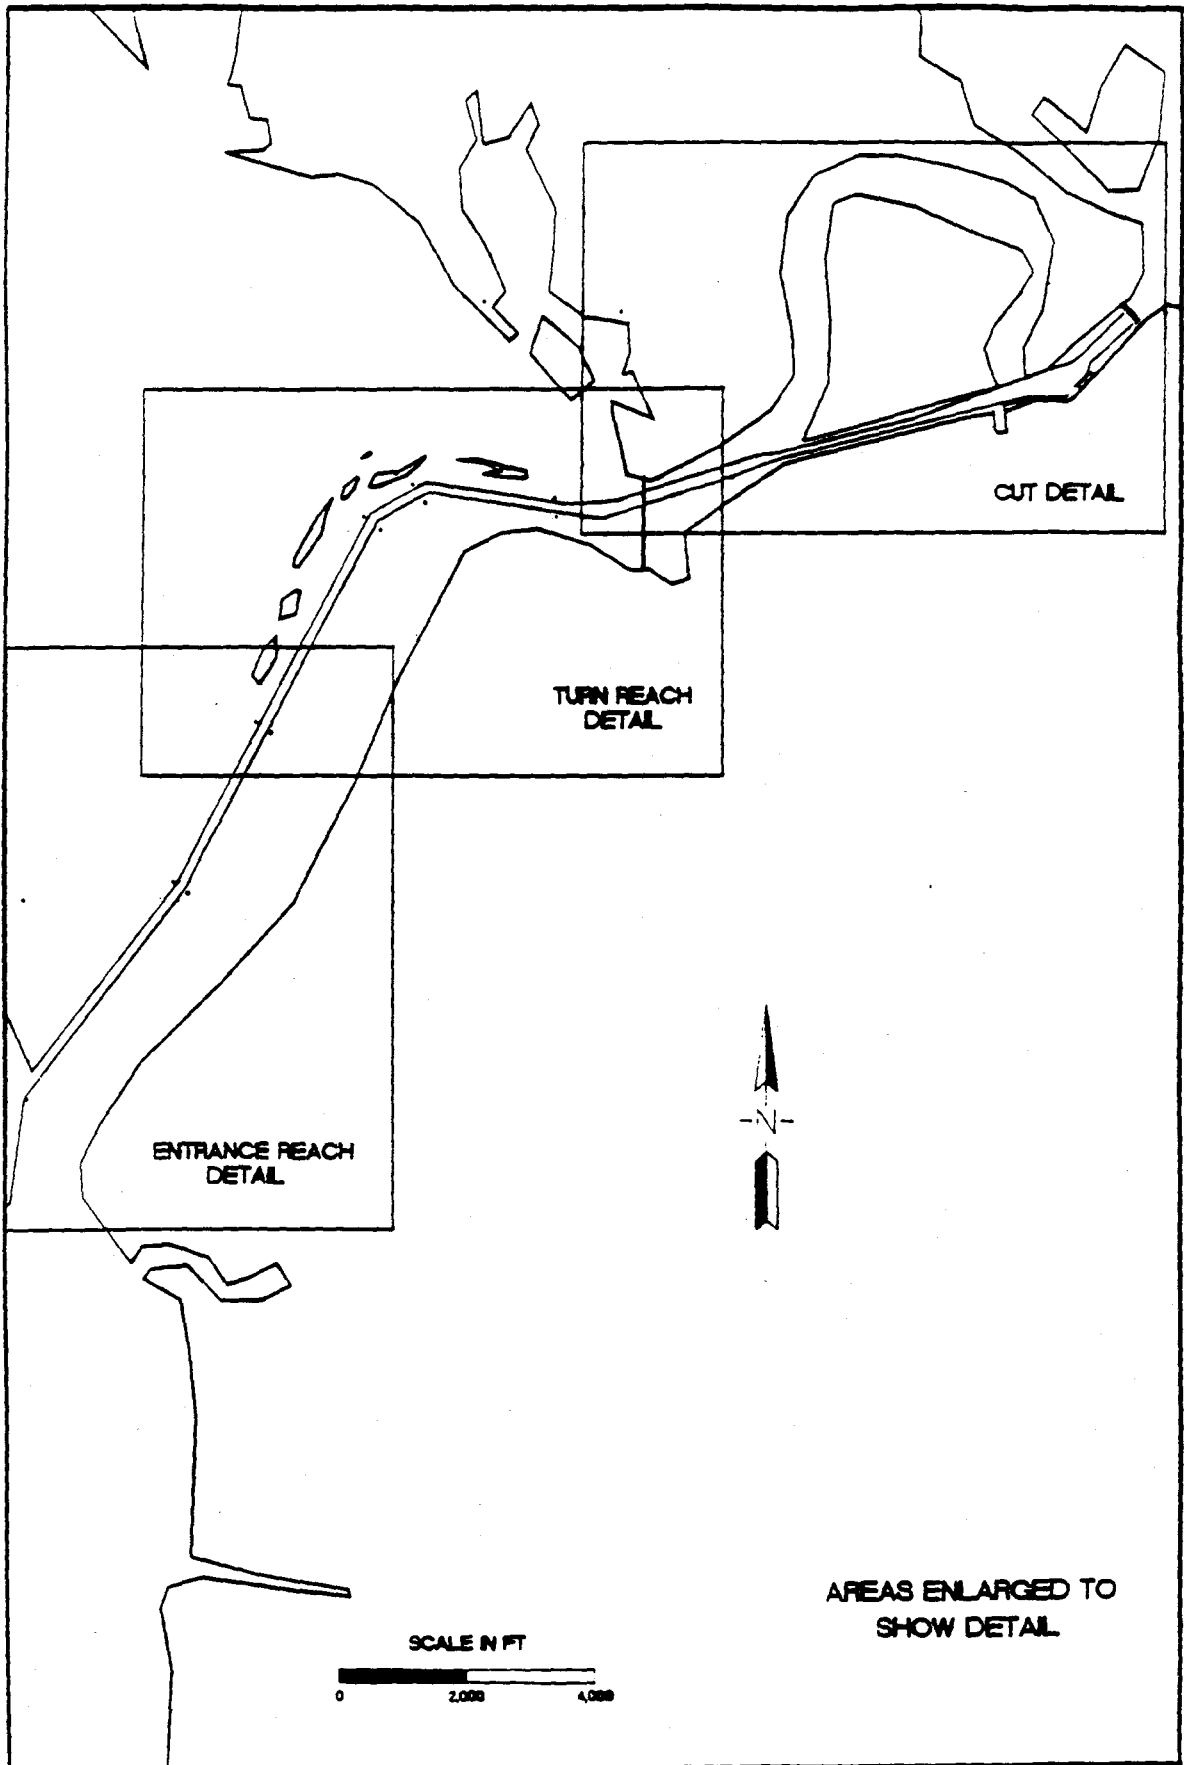 CUT DETAIL
TURN REACH
DETAIL
ENTRANCE REACH
DETAIL
N
AREAS ENLARGED TO
SHOW DETAIL
SCALE IN FT
0 2,000 4,000